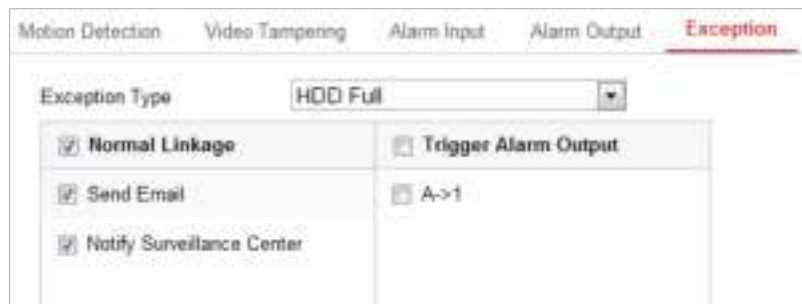 Motion Detection Video Tampering Alarm Input Alarm Output Exception
Exception Type HDD Full
Normal Linkage Trigger Alarm Output
Send Email A->1
Notify Surveillance Center